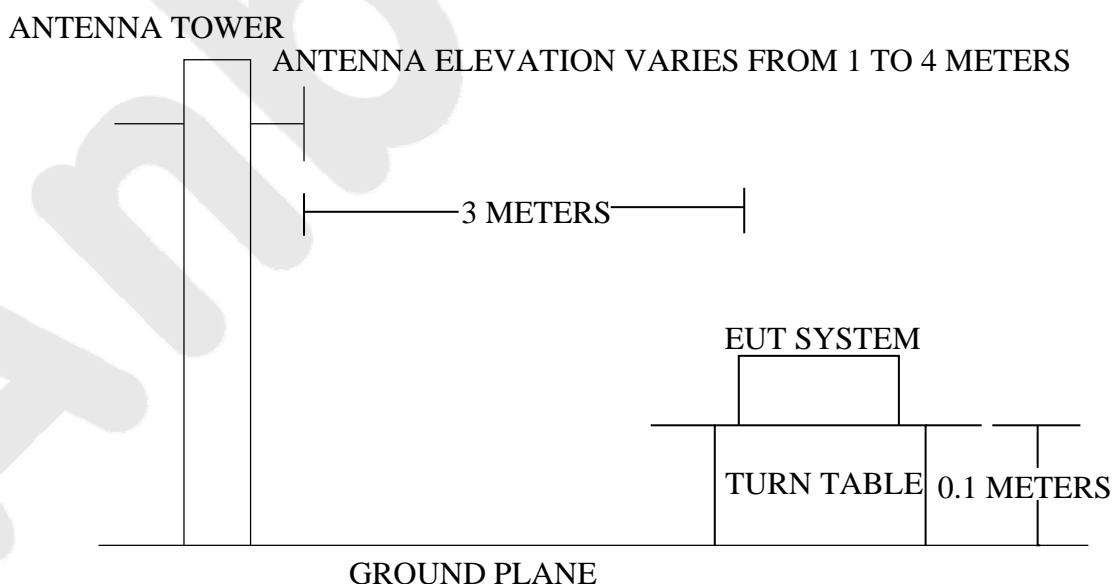 ANTENNA TOWER
ANTENNA ELEVATION VARIES FROM 1 TO 4 METERS
3 METERS
EUT SYSTEM
TURN TABLE
0.1 METERS
GROUND PLANE